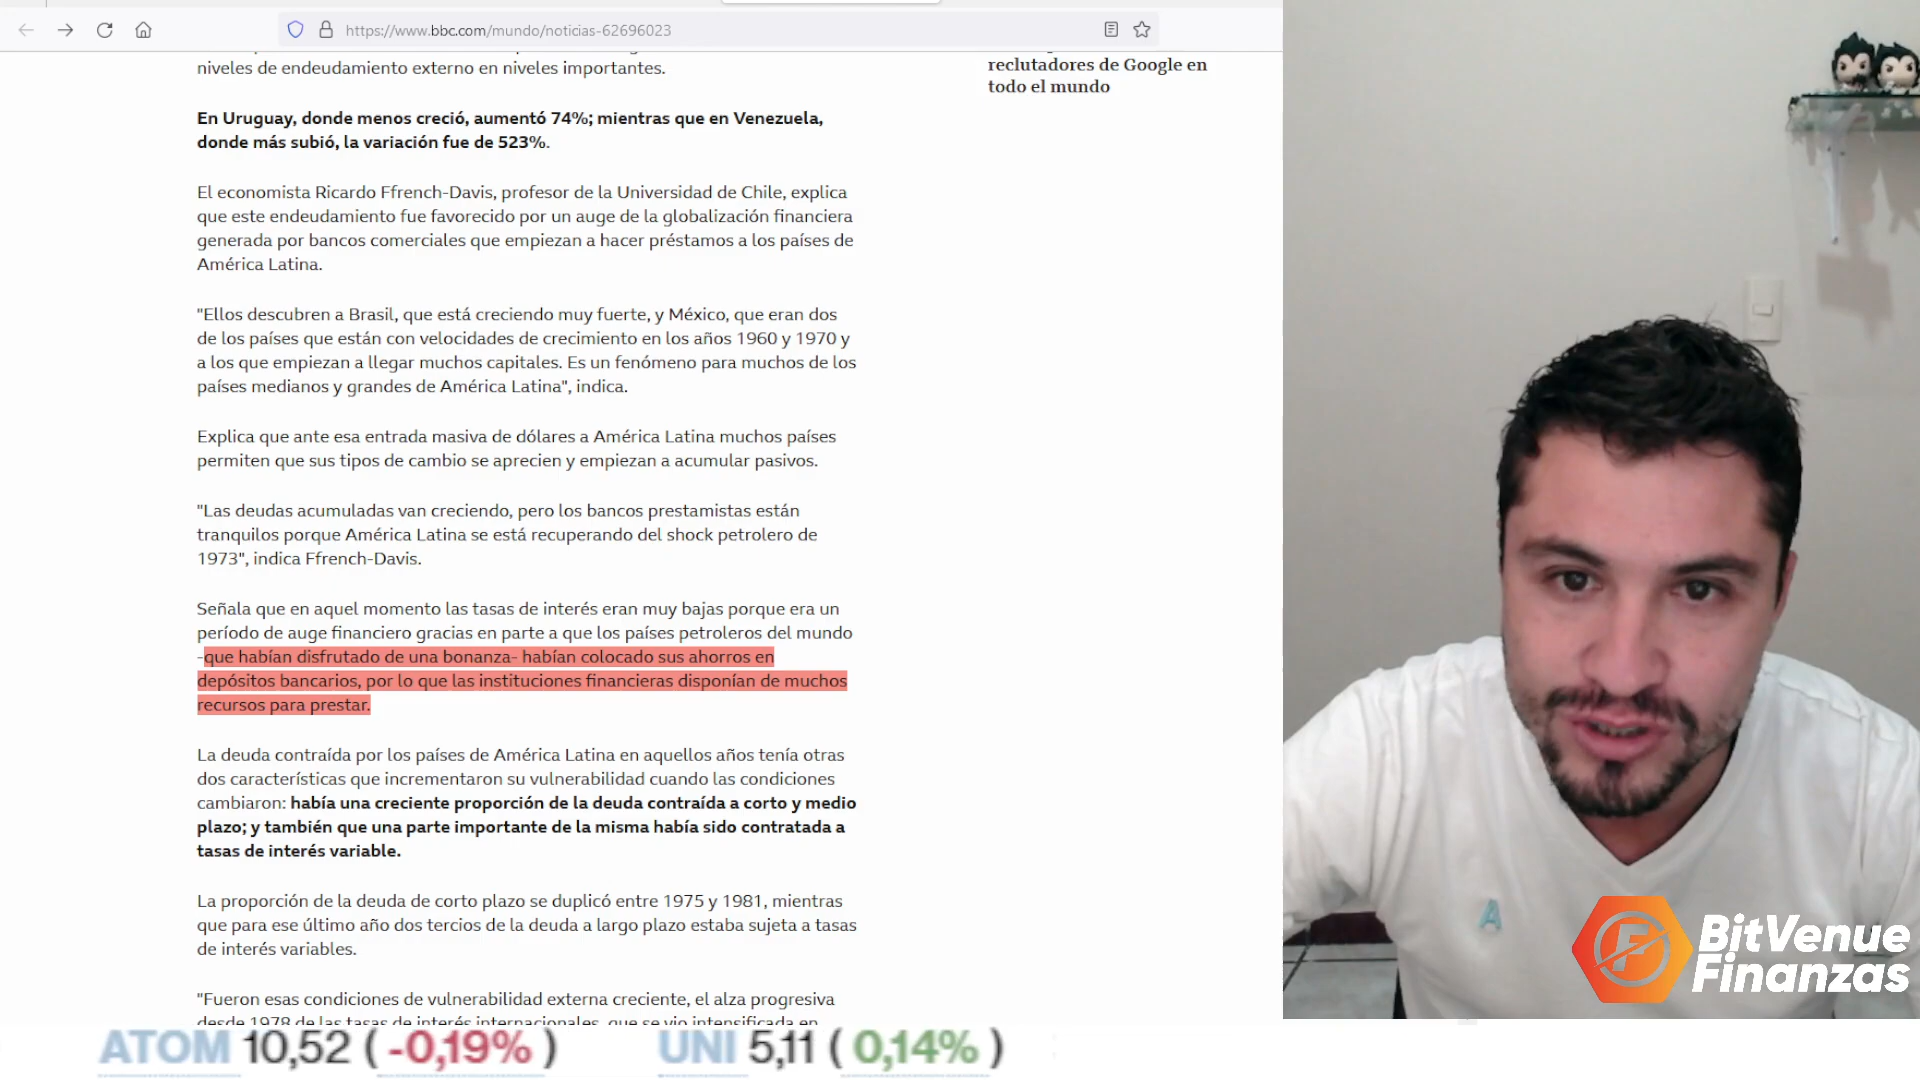 https://www.bbc.com/mundo/noticias-62696023
niveles de endeudamiento externo en niveles importantes.
En Uruguay, donde menos creció, aumentó 74%; mientras que en Venezuela,
donde más subió, la variación fue de 523%.
El economista Ricardo Ffrench-Davis, profesor de la Universidad de Chile, explica
que este endeudamiento fue favorecido por un auge de la globalización financiera
generada por bancos comerciales que empiezan a hacer préstamos a los países de
América Latina.
"Ellos descubren a Brasil, que está creciendo muy fuerte, y México, que eran dos
de los países que están con velocidades de crecimiento en los años 1960 y 1970 y
a los que empiezan a llegar muchos capitales. Es un fenómeno para muchos de los
países medianos y grandes de América Latina", indica.
Explica que ante esa entrada masiva de dólares a América Latina muchos países
permiten que sus tipos de cambio se aprecien y empiezan a acumular pasivos.
"Las deudas acumuladas van creciendo, pero los bancos prestamistas están
tranquilos porque América Latina se está recuperando del shock petrolero de
1973", indica Ffrench-Davis.
Señala que en aquel momento las tasas de interés eran muy bajas porque era un
período de auge financiero gracias en parte a que los países petroleros del mundo
-que habían disfrutado de una bonanza- habían colocado sus ahorros en
depósitos bancarios, por lo que las instituciones financieras disponían de muchos
recursos para prestar.
La deuda contraída por los países de América Latina en aquellos años tenía otras
dos características que incrementaron su vulnerabilidad cuando las condiciones
cambiaron: había una creciente proporción de la deuda contraída a corto y medio
plazo; y también que una parte importante de la misma había sido contratada a
tasas de interés variable.
La proporción de la deuda de corto plazo se duplicó entre 1975 y 1981, mientras
que para ese último año dos tercios de la deuda a largo plazo estaba sujeta a tasas
de interés variables.
"Fueron esas condiciones de vulnerabilidad externa creciente, el alza progresiva
desde 1978 de las tasas de interés internacionales, que se vio intensificada en
reclutadores de Google en
todo el mundo
A
BitVenue
Finanzas
ATOM 10,52 ( -0,19% ) UNI 5,11 ( 0,14% )